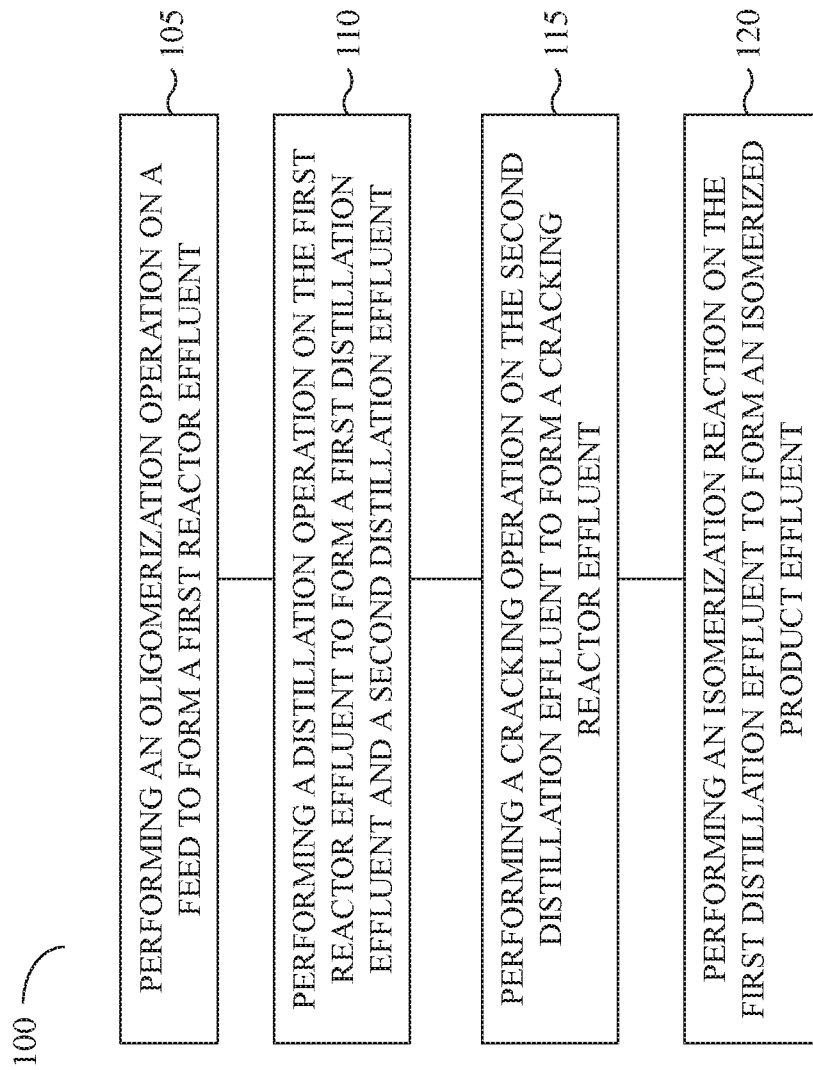 100
PERFORMING AN OLIGOMERIZATION OPERATION ON A
FEED TO FORM A FIRST REACTOR EFFLUENT
105
PERFORMING A DISTILLATION OPERATION ON THE FIRST
REACTOR EFFLUENT TO FORM A FIRST DISTILLATION
EFFLUENT AND A SECOND DISTILLATION EFFLUENT
110
PERFORMING A CRACKING OPERATION ON THE SECOND
DISTILLATION EFFLUENT TO FORM A CRACKING
REACTOR EFFLUENT
115
PERFORMING AN ISOMERIZATION REACTION ON THE
FIRST DISTILLATION EFFLUENT TO FORM AN ISOMERIZED
PRODUCT EFFLUENT
120